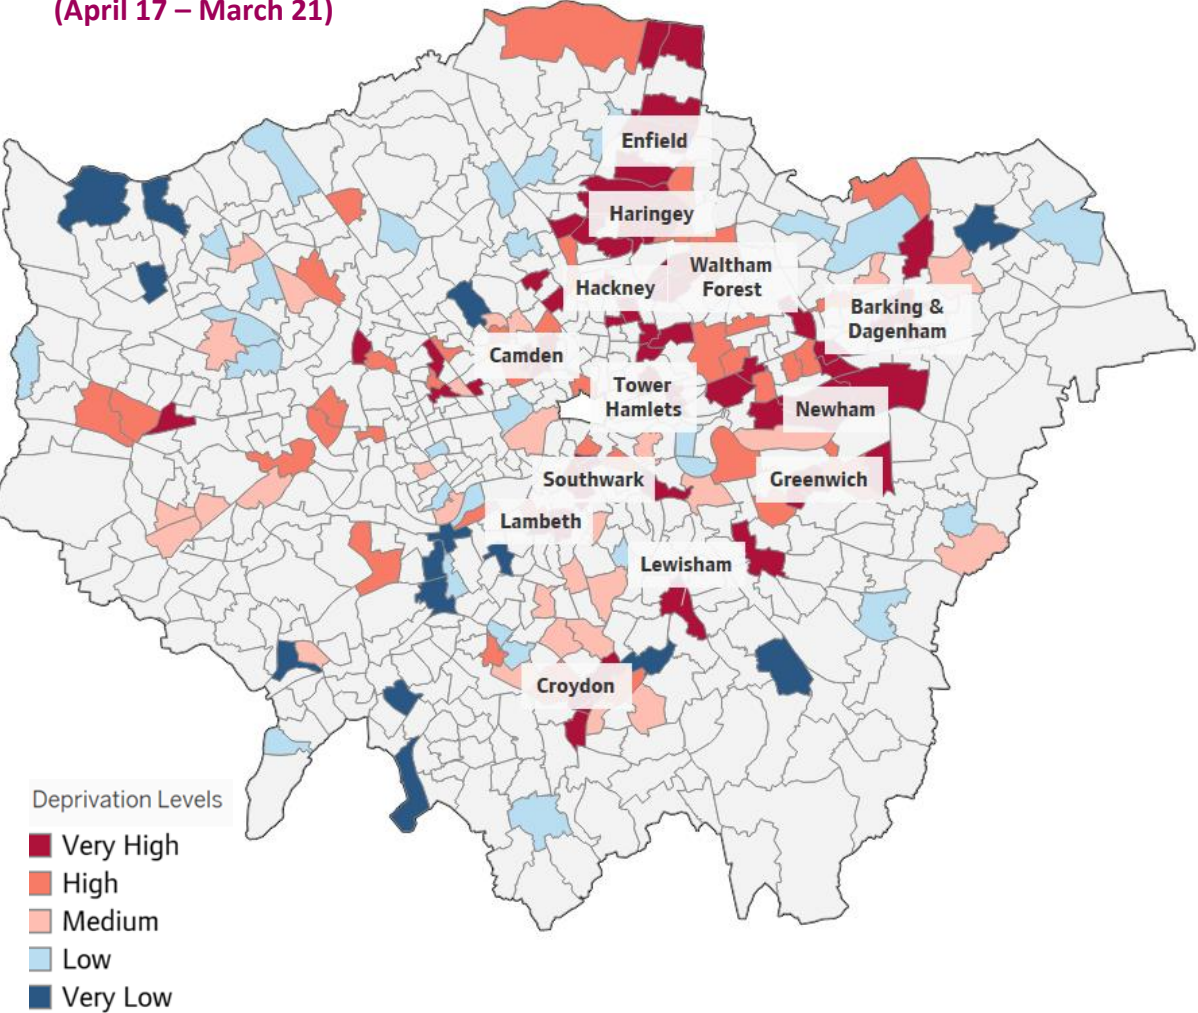 (April 17 – March 21)
Enfield
Haringey
Waltham
Forest
Hackney
Barking &
Dagenham
Camden
Tower
Hamlets
Newham
Southwark
Greenwich
Lambeth
Lewisham
Croydon
Deprivation Levels
Very High
High
Medium
Low
Very Low